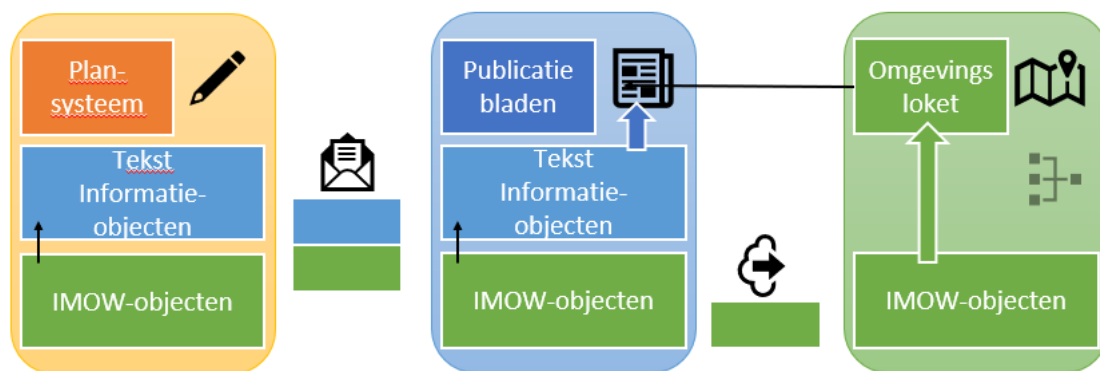 Plan-
systeem
Tekst
Informatie-
objecten
IMOW-objecten
Publicatie
bladen
Tekst
Informatie-
objecten
IMOW-objecten
Omgevings
loket
IMOW-objecten